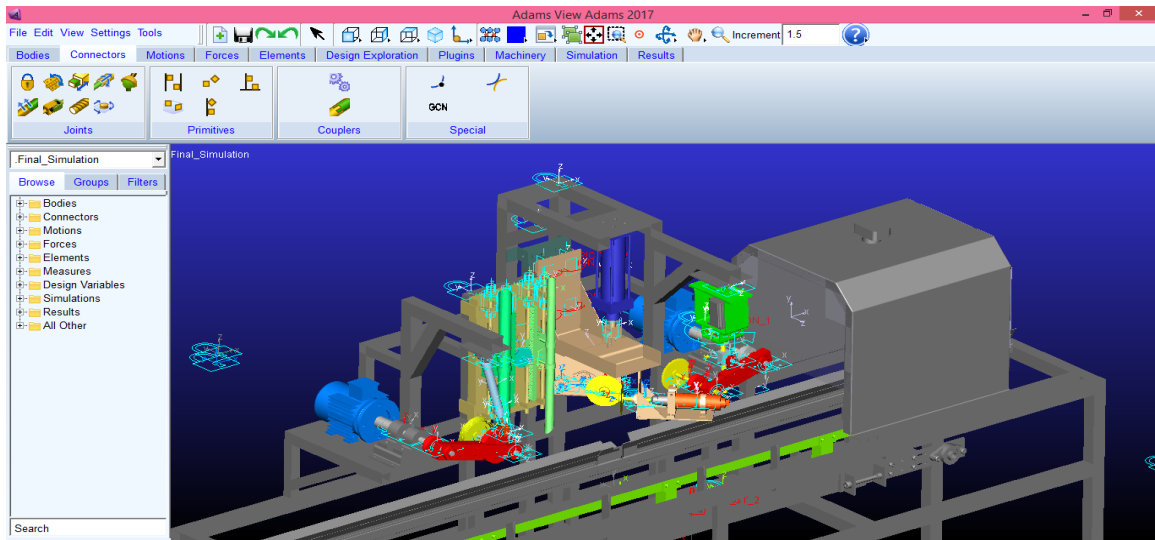 Adams View Adams 2017
File Edit View Settings Tools
Increment 1.5
Bodies Connectors Motions Forces Elements Design Exploration Plugins Machinery Simulation Results
GCN
Joints Primitives Couplers Special
.Final_Simulation
Final_Simulation
Browse Groups Filters
Bodies
Connectors
Motions
Forces
Elements
Measures
Design Variables
Simulations
Results
All Other
Search